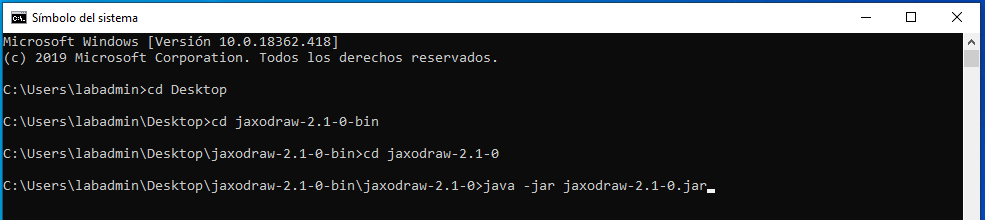 Símbolo del sistema
Microsoft Windows [Versión 10.0.18362.418]
(c) 2019 Microsoft Corporation. Todos los derechos reservados.
C:\Users\labadmin>cd Desktop
C:\Users\labadmin\Desktop>cd jaxodraw-2.1-0-bin
C:\Users\labadmin\Desktop\jaxodraw-2.1-0-bin>cd jaxodraw-2.1-0
C:\Users\labadmin\Desktop\jaxodraw-2.1-0-bin\jaxodraw-2.1-0>java -jar jaxodraw-2.1-0.jar